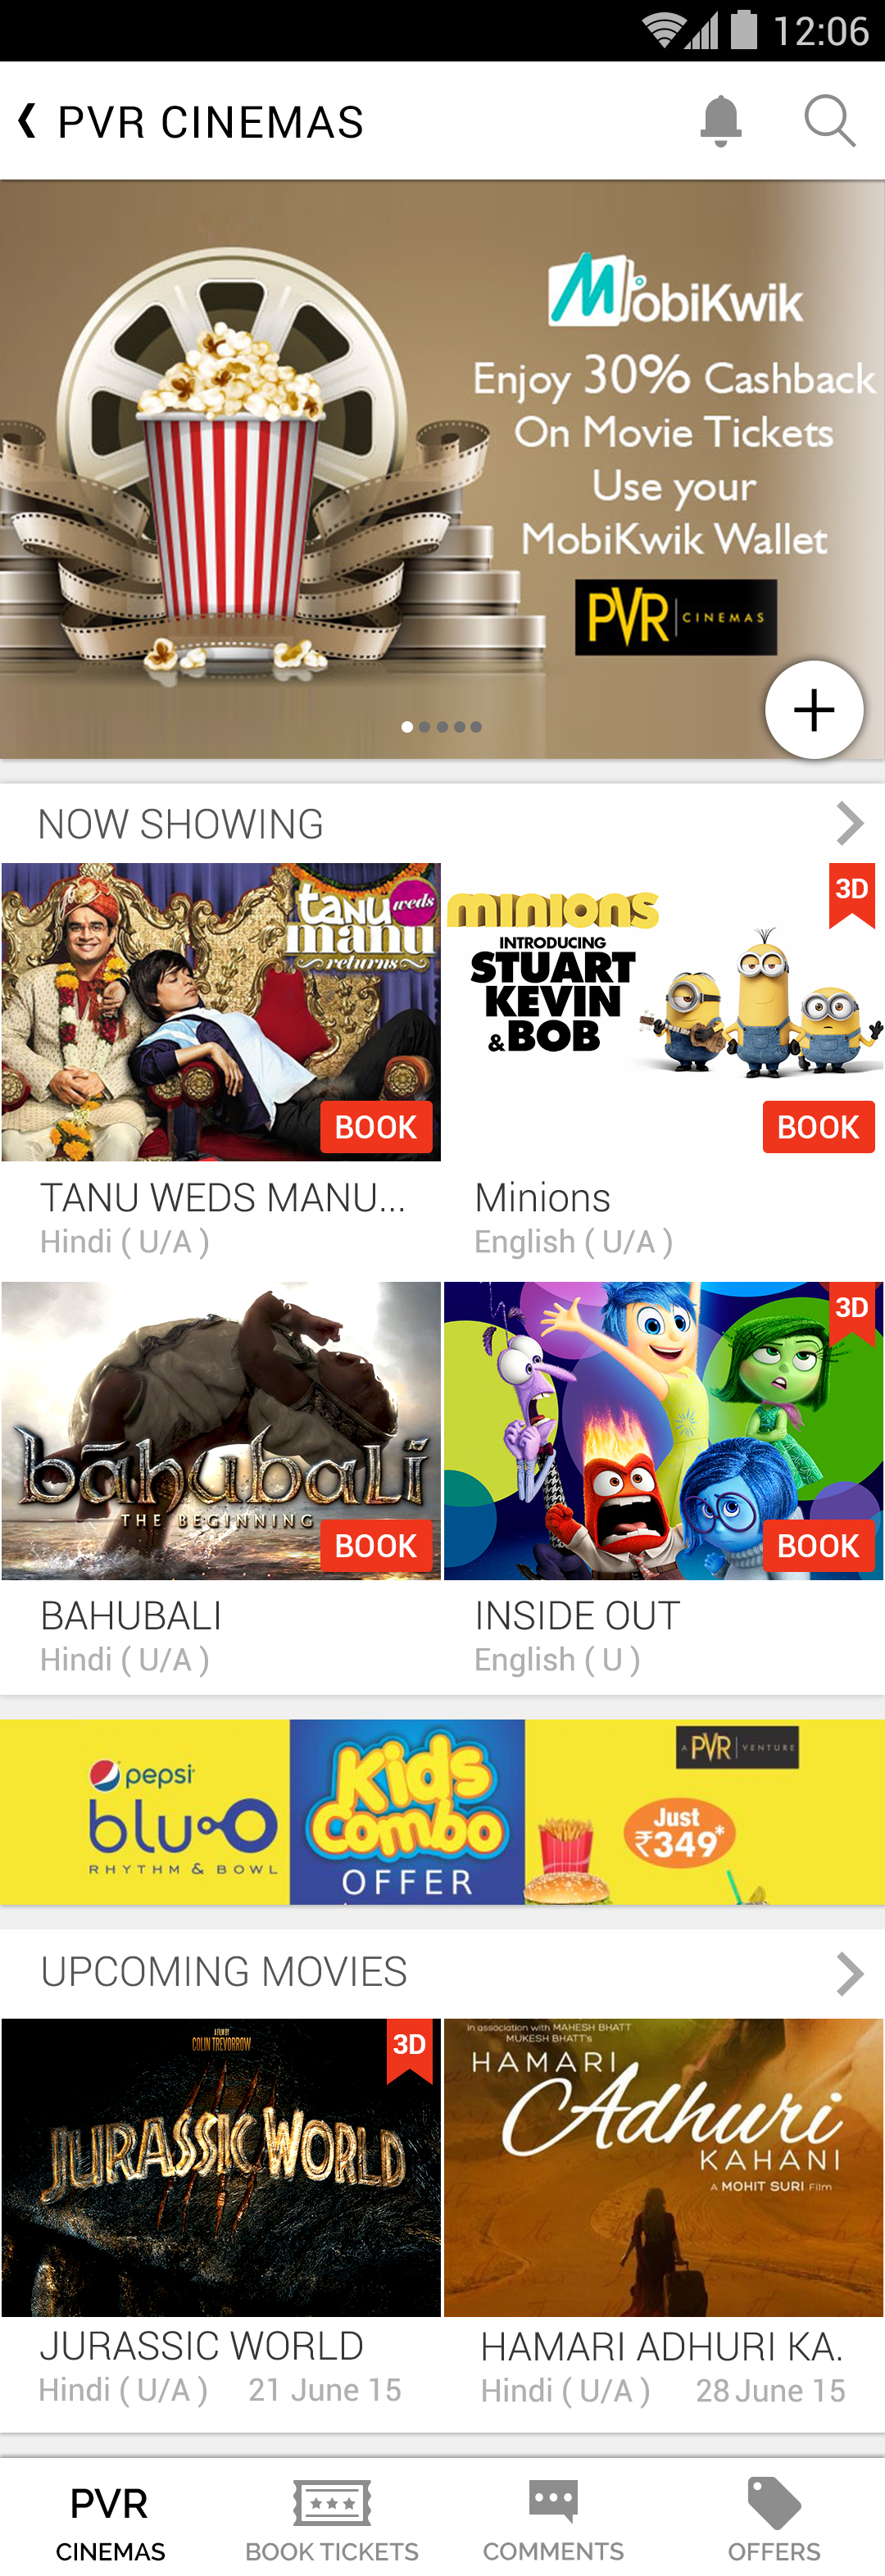 12:06
PVR CINEMAS
MobiKwik
Enjoy 30% Cashback
On Movie Tickets
Use your
MobiKwik Wallet
PVR CINEMAS
NOW SHOWING
tanu weds
manu
returns
BOOK
minions
INTRODUCING
STUART
KEVIN
& BOB
3D
BOOK
TANU WEDS MANU...
Hindi ( U/A )
Minions
English ( U/A )
bāhubali
THE BEGINNING
BOOK
3D
BOOK
BAHUBALI
Hindi ( U/A )
INSIDE OUT
English ( U )
pepsi
bluO
RHYTHM & BOWL
Kids
Combo
OFFER
A PVR VENTURE
Just
₹349*
UPCOMING MOVIES
A FILM BY
COLIN TREVORROW
JURASSIC WORLD
3D
in association with MAHESH BHATT
MUKESH BHATT's
HAMARI
Adhuri
KAHANI
A MOHIT SURI Film
JURASSIC WORLD
Hindi ( U/A ) 21 June 15
HAMARI ADHURI KA.
Hindi ( U/A ) 28 June 15
PVR
CINEMAS
BOOK TICKETS
COMMENTS
OFFERS